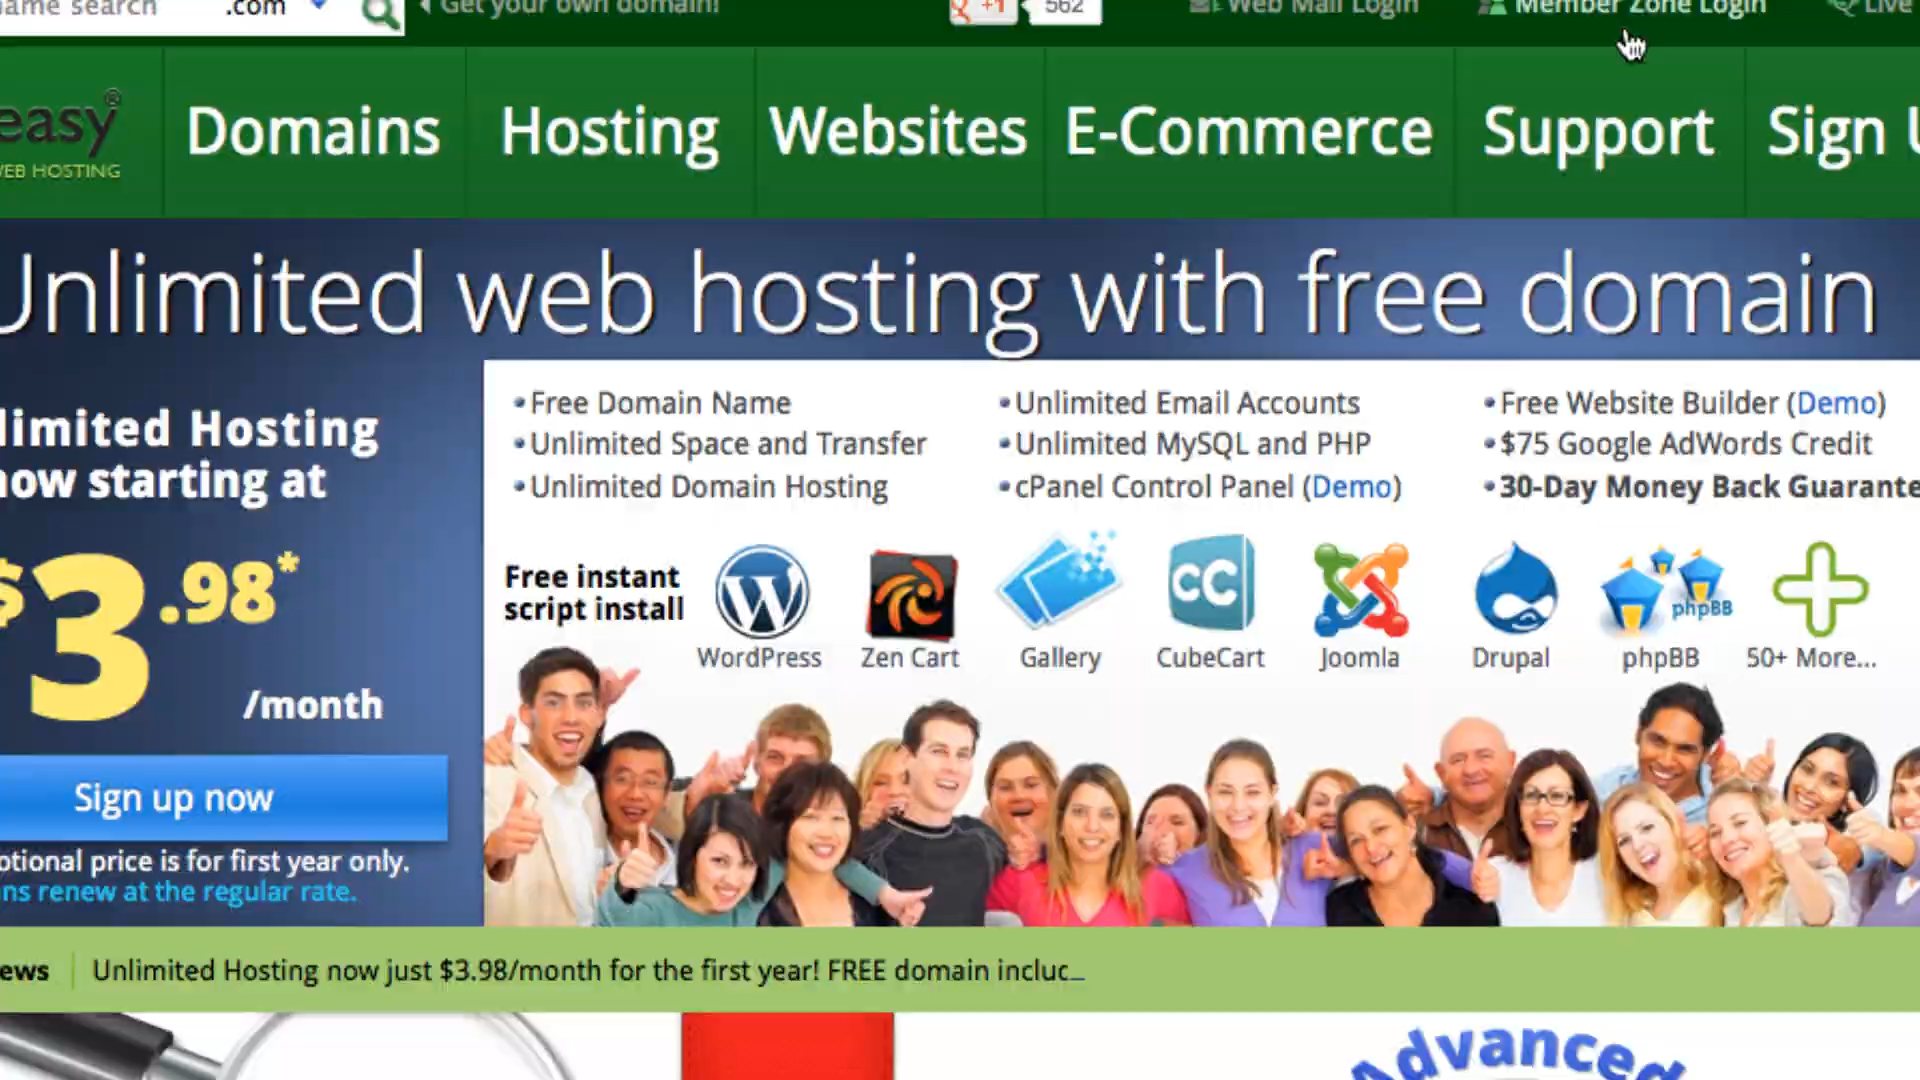 name search .com Get your own domain! +1 562 Web Mail Login Member Zone Login Live
easy®
WEB HOSTING
Domains Hosting Websites E-Commerce Support Sign U
Unlimited web hosting with free domain
limited Hosting
now starting at
$3.98*
/month
Sign up now
otional price is for first year only.
ns renew at the regular rate.
•Free Domain Name
•Unlimited Space and Transfer
•Unlimited Domain Hosting
•Unlimited Email Accounts
•Unlimited MySQL and PHP
•cPanel Control Panel (Demo)
•Free Website Builder (Demo)
•$75 Google AdWords Credit
•30-Day Money Back Guarante
Free instant
script install
CC
phpBB
WordPress Zen Cart Gallery CubeCart Joomla Drupal phpBB 50+ More...
ews Unlimited Hosting now just $3.98/month for the first year! FREE domain includ_
Advanced